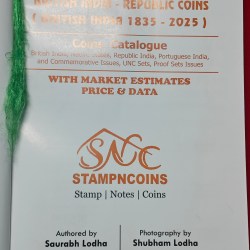 BRITISH INDIA - REPUBLIC COINS
( BRITISH INDIA 1835 - 2025 )
Coins Catalogue
British India, Republic India, Portuguese India,
and Commemorative Issues, UNC Sets, Proof Sets Issues
WITH MARKET ESTIMATES
PRICE & DATA
SNC
STAMPNCOINS
Stamp | Notes | Coins
Authored by
Saurabh Lodha
Photography by
Shubham Lodha